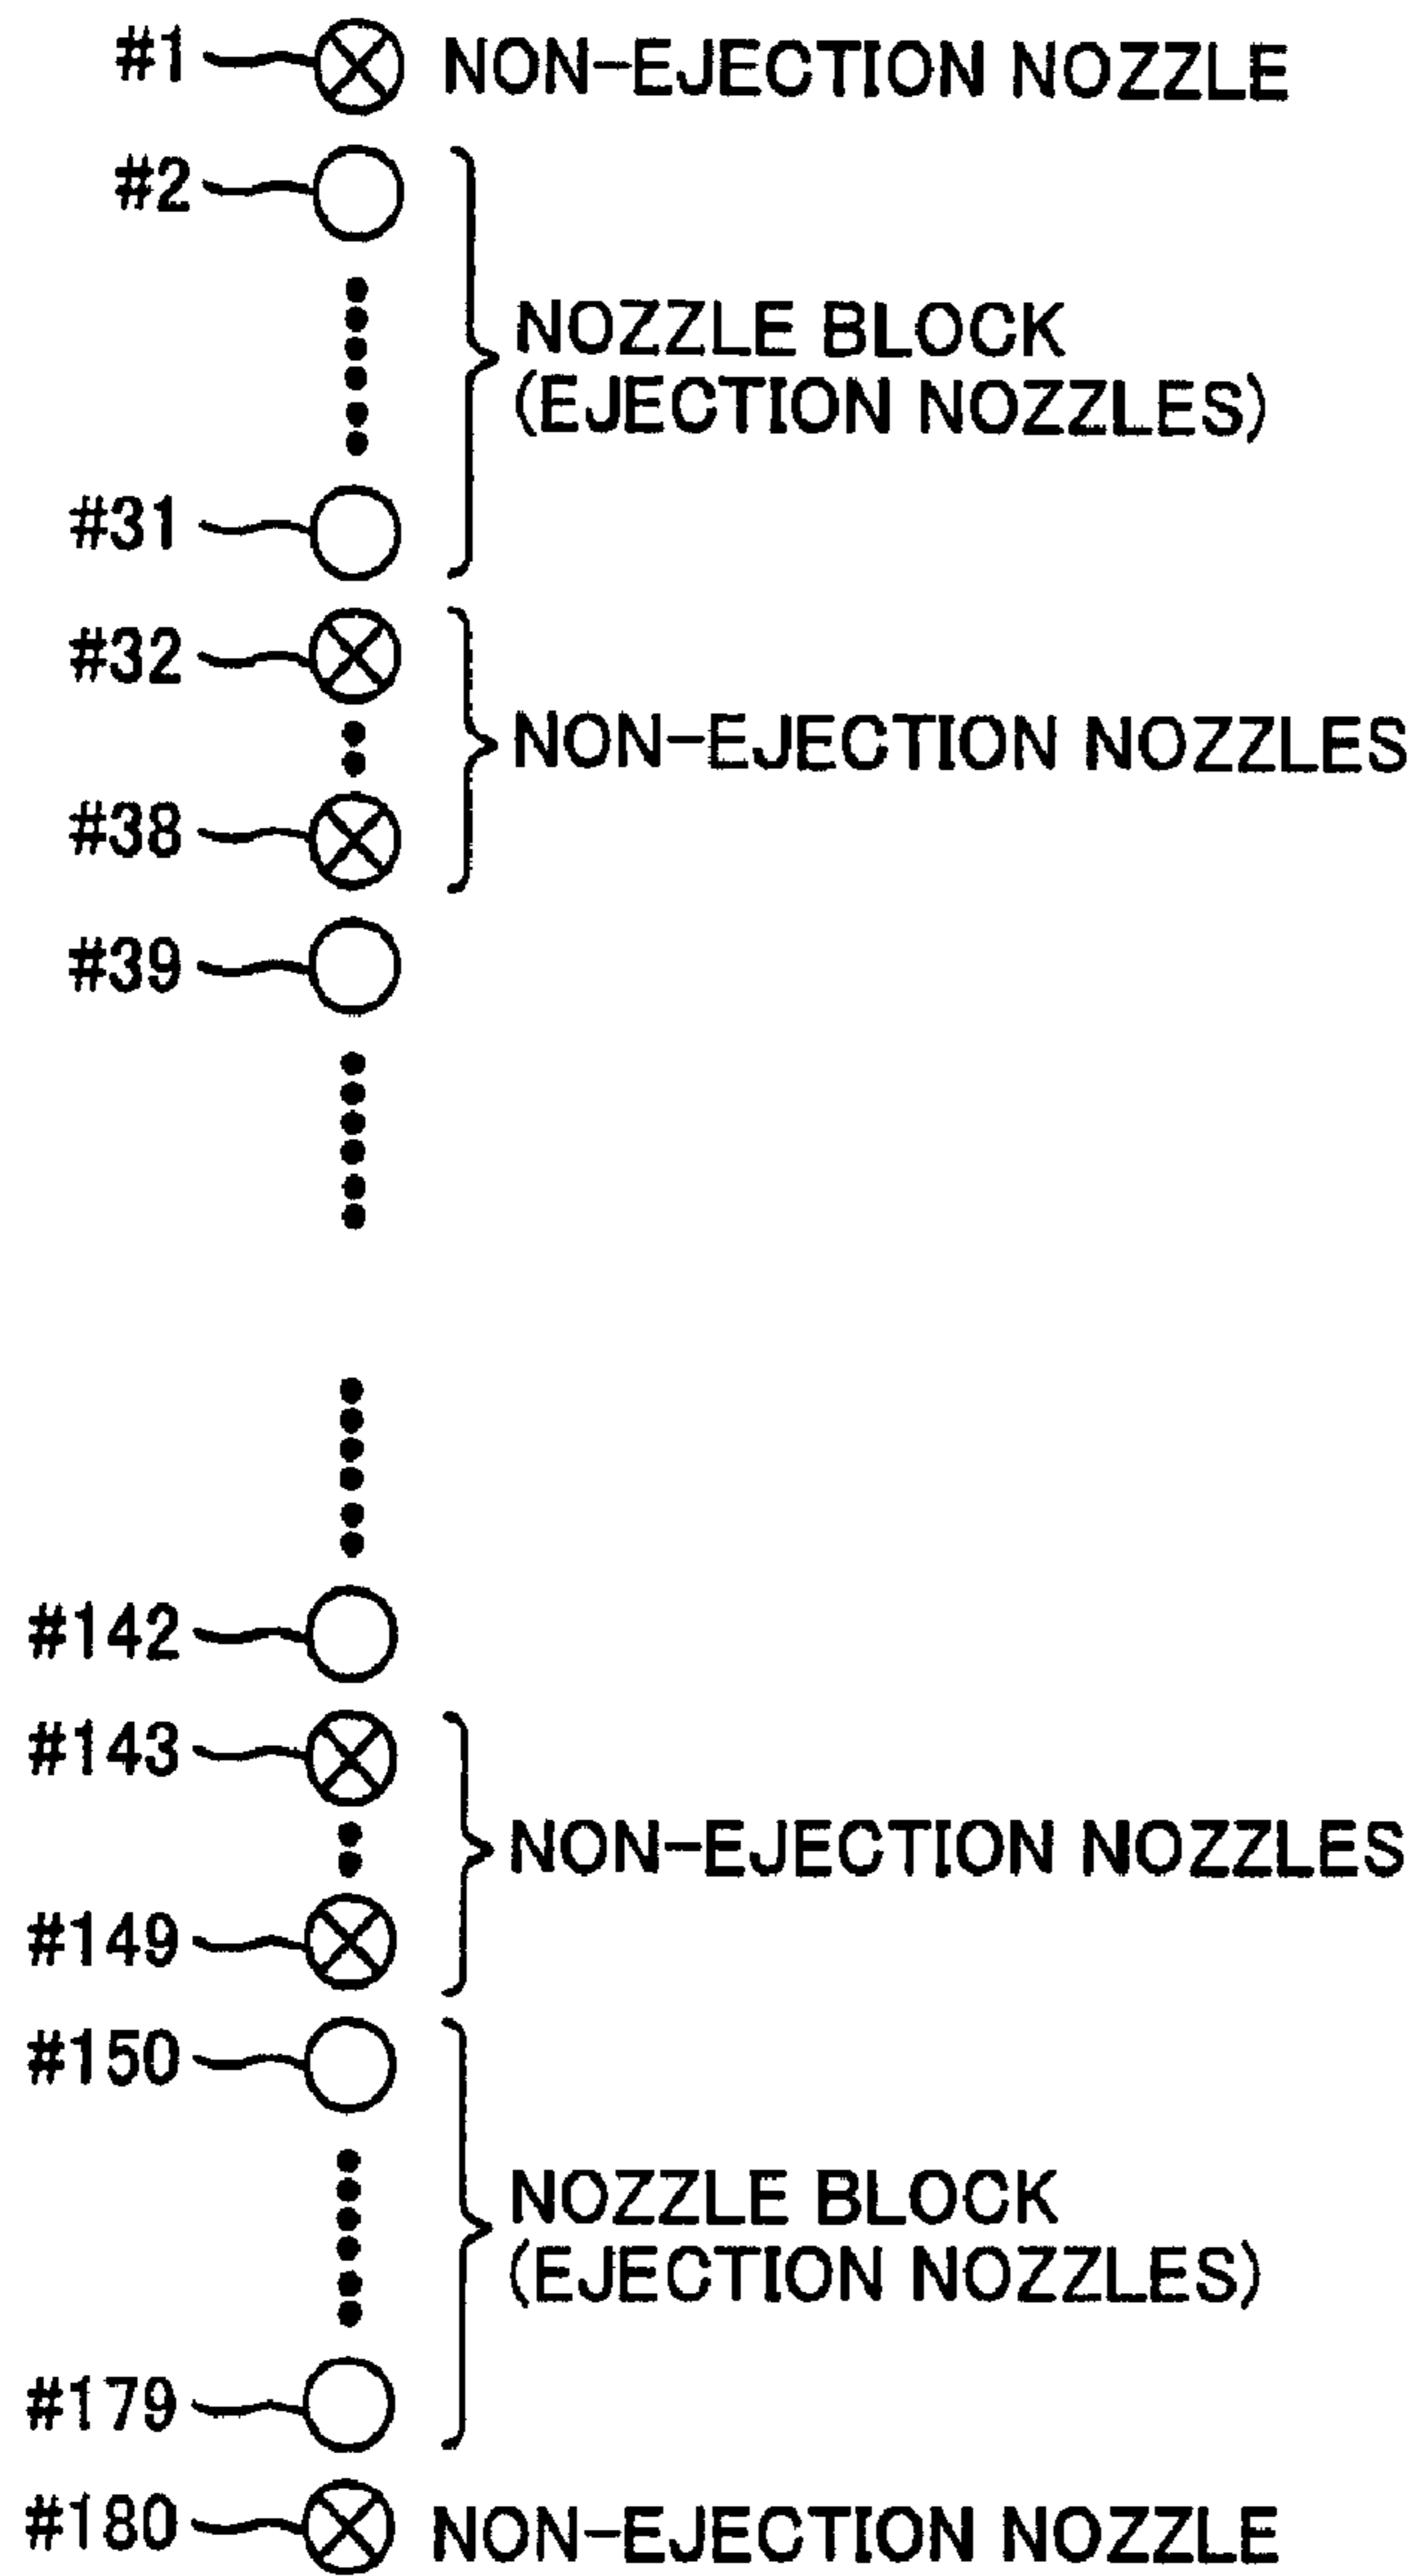 #1 NON-EJECTION NOZZLE
#2
NOZZLE BLOCK
(EJECTION NOZZLES)
#31
#32
NON-EJECTION NOZZLES
#38
#39
#142
#143
NON-EJECTION NOZZLES
#149
#150
NOZZLE BLOCK
(EJECTION NOZZLES)
#179
#180 NON-EJECTION NOZZLE